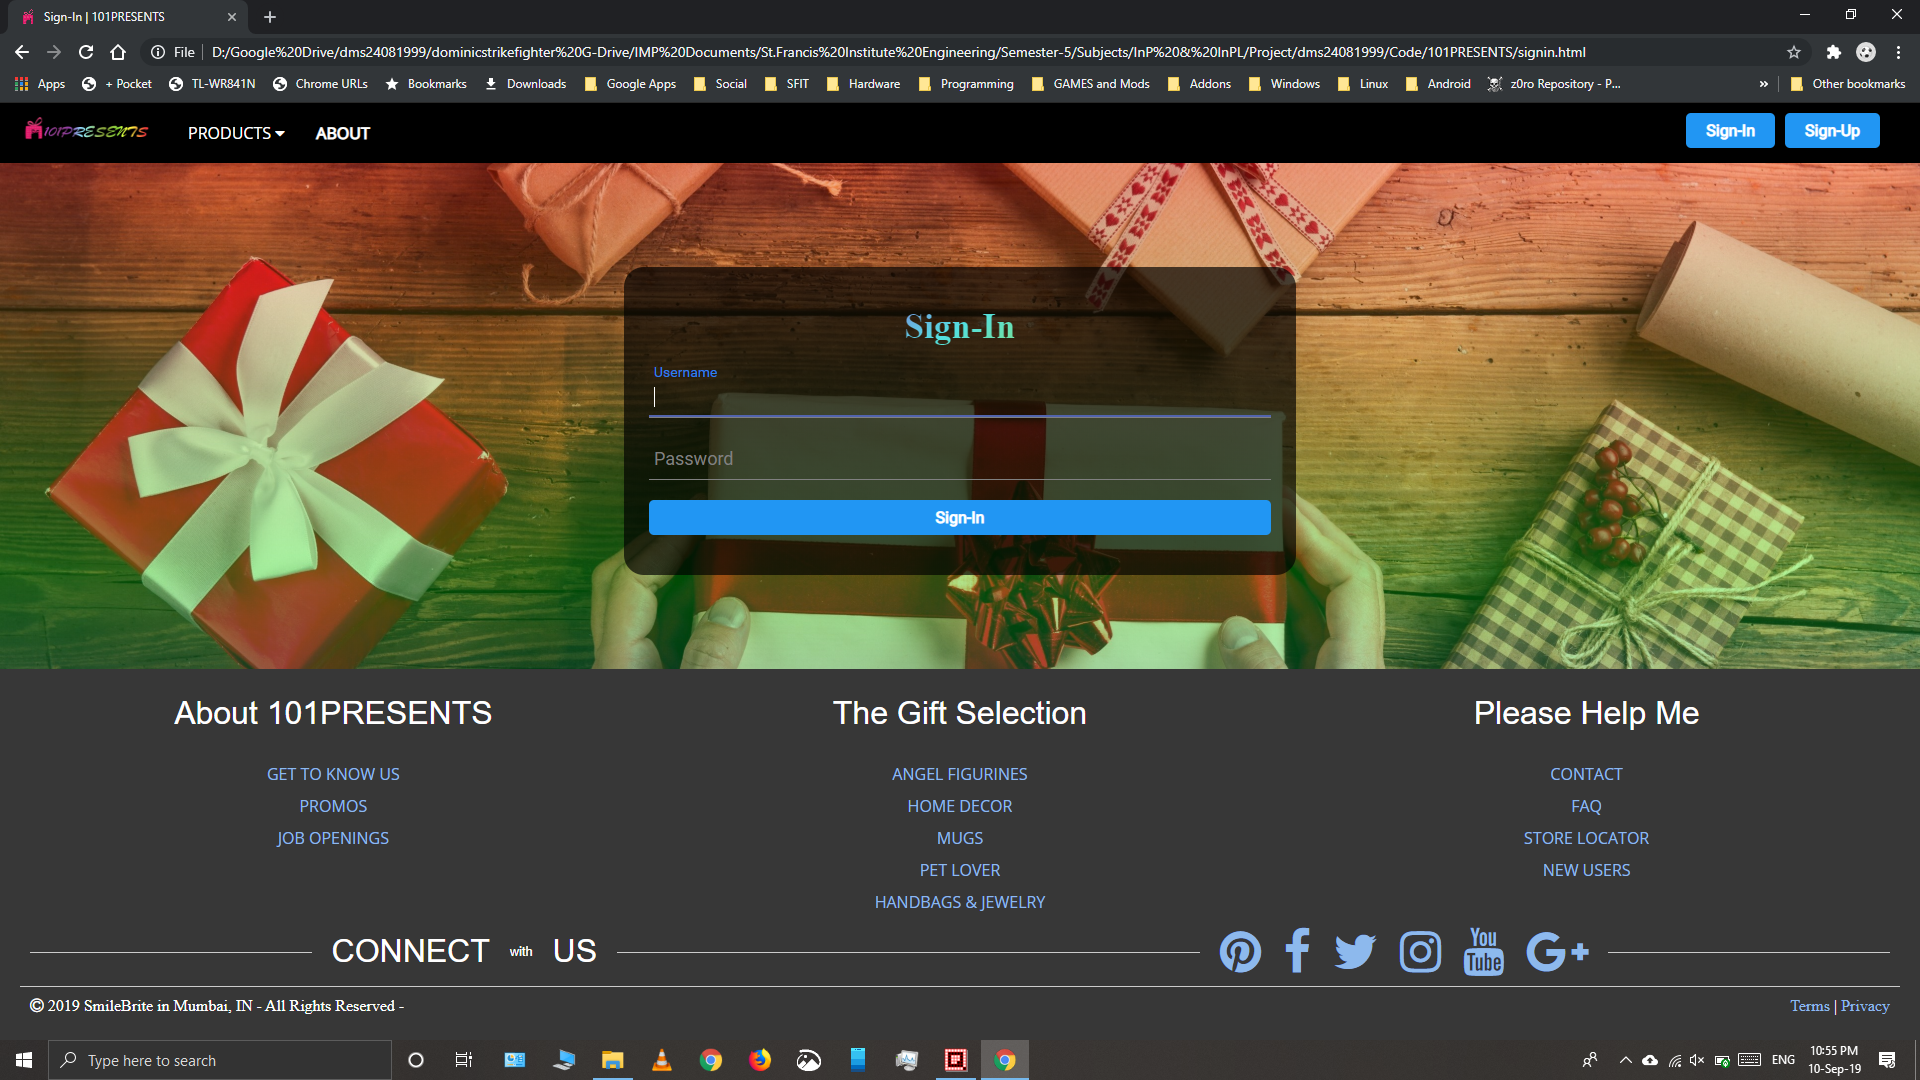 Sign-In | 101PRESENTS
File
D:/Google%20Drive/dms24081999/dominicstrikefighter%20G-Drive/IMP%20Documents/St.Francis%20Institute%20Engineering/Semester-5/Subjects/InP%20&%20InPL/Project/dms24081999/Code/101PRESENTS/signin.html
Apps
+ Pocket
TL-WR841N
Chrome URLs
Bookmarks
Downloads
Google Apps
Social
SFIT
Hardware
Programming
GAMES and Mods
Addons
Windows
Linux
Android
z0ro Repository - P...
»
Other bookmarks
101PRESENTS
PRODUCTS
ABOUT
Sign-In
Sign-Up
Sign-In
Username
Password
Sign-In
About 101PRESENTS
GET TO KNOW US
PROMOS
JOB OPENINGS
The Gift Selection
ANGEL FIGURINES
HOME DECOR
MUGS
PET LOVER
HANDBAGS & JEWELRY
Please Help Me
CONTACT
FAQ
STORE LOCATOR
NEW USERS
CONNECT with US
You Tube
G+
© 2019 SmileBrite in Mumbai, IN - All Rights Reserved -
Terms | Privacy
Type here to search
ENG
10:55 PM
10-Sep-19